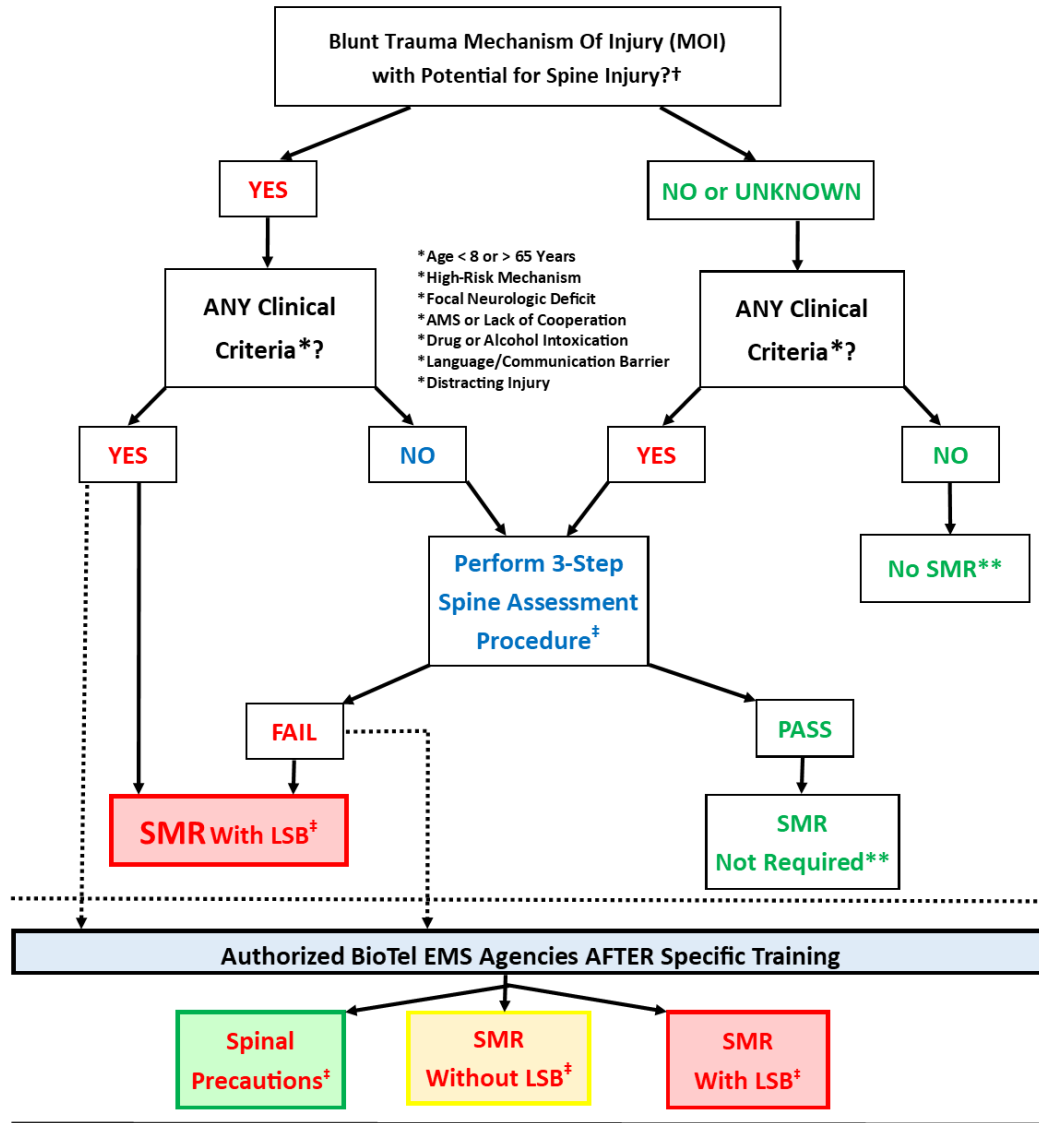 Blunt Trauma Mechanism Of Injury (MOI)
with Potential for Spine Injury?†
YES
NO or UNKNOWN
*Age < 8 or > 65 Years
*High-Risk Mechanism
*Focal Neurologic Deficit
*AMS or Lack of Cooperation
*Drug or Alcohol Intoxication
*Language/Communication Barrier
*Distracting Injury
ANY Clinical
Criteria*?
ANY Clinical
Criteria*?
YES
NO
YES
NO
Perform 3-Step
Spine Assessment
Procedure‡
No SMR**
FAIL
PASS
SMR With LSB‡
SMR
Not Required**
Authorized BioTel EMS Agencies AFTER Specific Training
Spinal
Precautions‡
SMR
Without LSB‡
SMR
With LSB‡